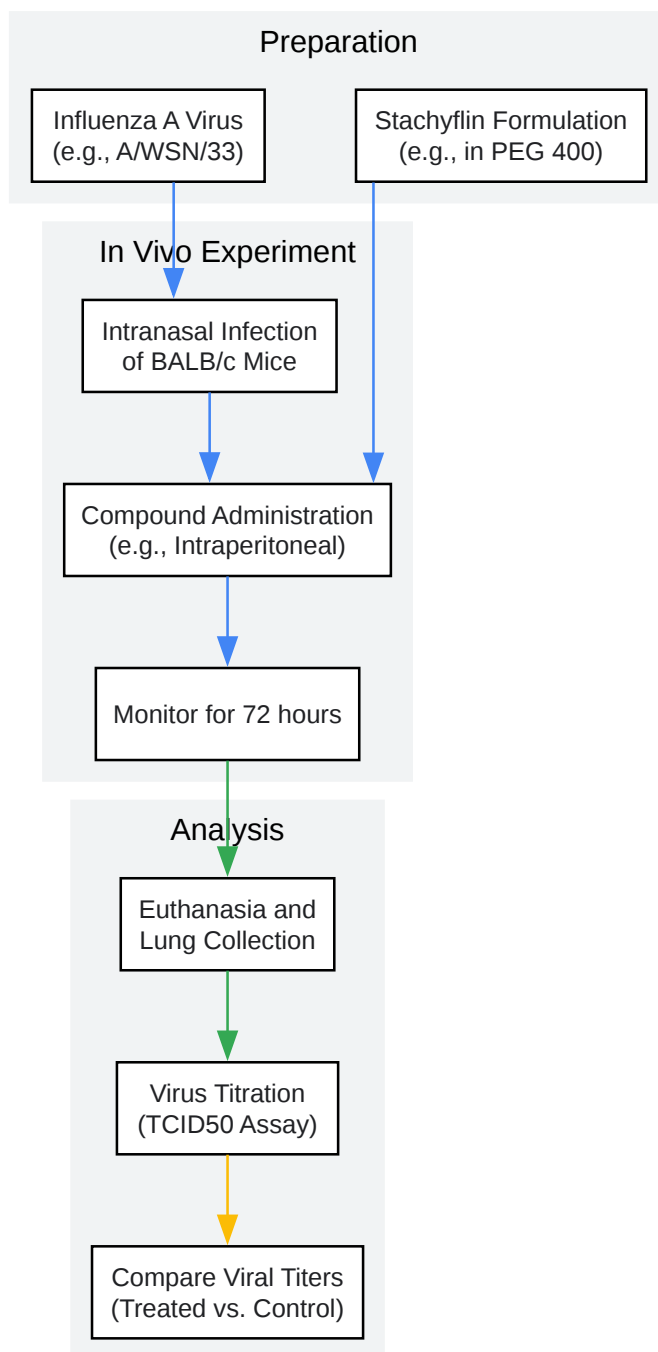 Preparation
Influenza A Virus
(e.g., A/WSN/33)
Stachyflin Formulation
(e.g., in PEG 400)
In Vivo Experiment
Intranasal Infection
of BALB/c Mice
Compound Administration
(e.g., Intraperitoneal)
Monitor for 72 hours
Analysis
Euthanasia and
Lung Collection
Virus Titration
(TCID50 Assay)
Compare Viral Titers
(Treated vs. Control)